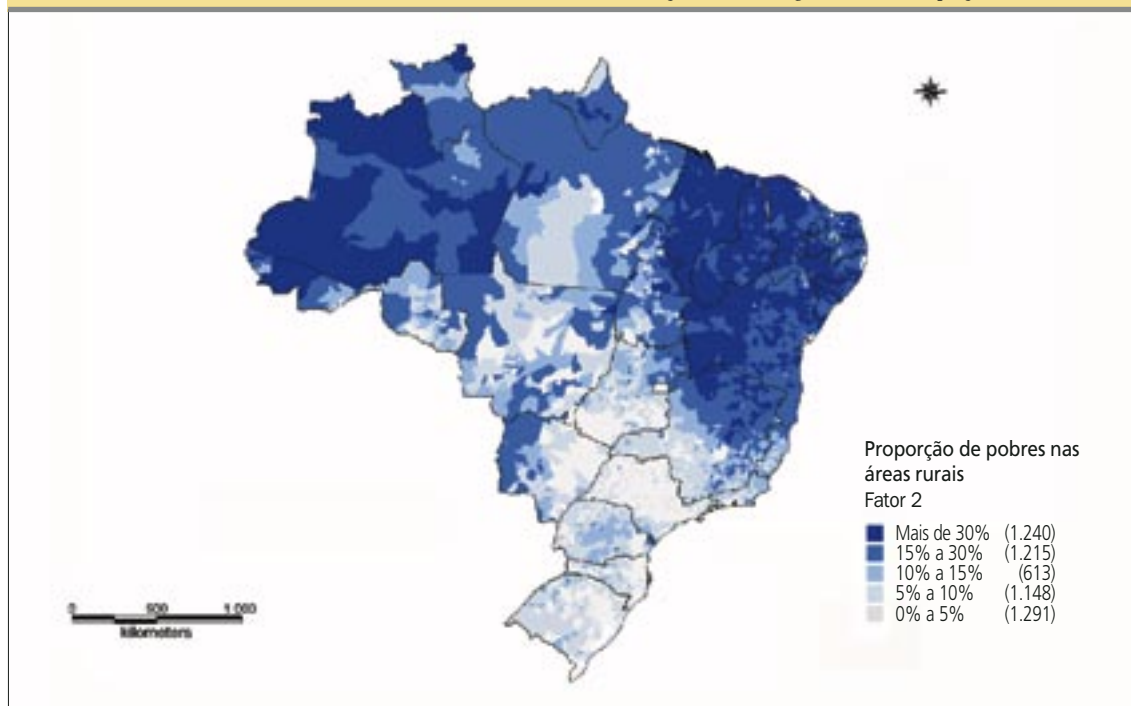 Proporção de pobres nas
áreas rurais
Fator 2
Mais de 30% (1.240)
15% a 30% (1.215)
10% a 15% (613)
5% a 10% (1.148)
0% a 5% (1.291)
0 500 1.000
kilometers